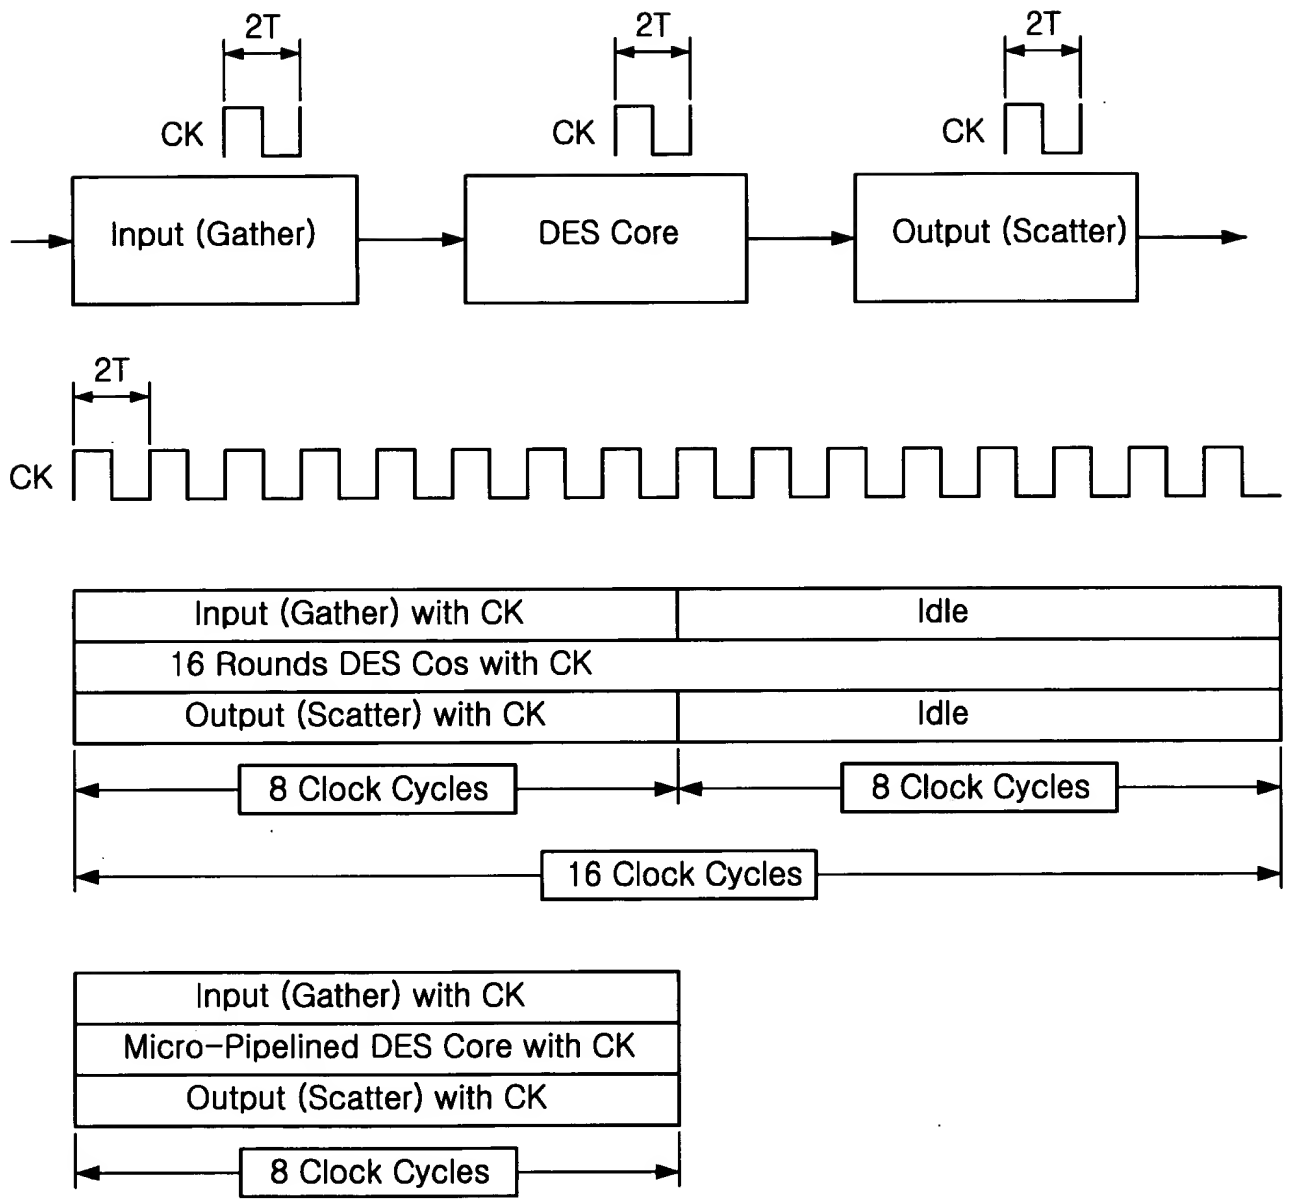 2T 2T 2T
CK CK CK
Input (Gather) DES Core Output (Scatter)
2T
CK
Input (Gather) with CK Idle
16 Rounds DES Cos with CK
Output (Scatter) with CK Idle
8 Clock Cycles 8 Clock Cycles
16 Clock Cycles
Input (Gather) with CK
Micro-Pipelined DES Core with CK
Output (Scatter) with CK
8 Clock Cycles